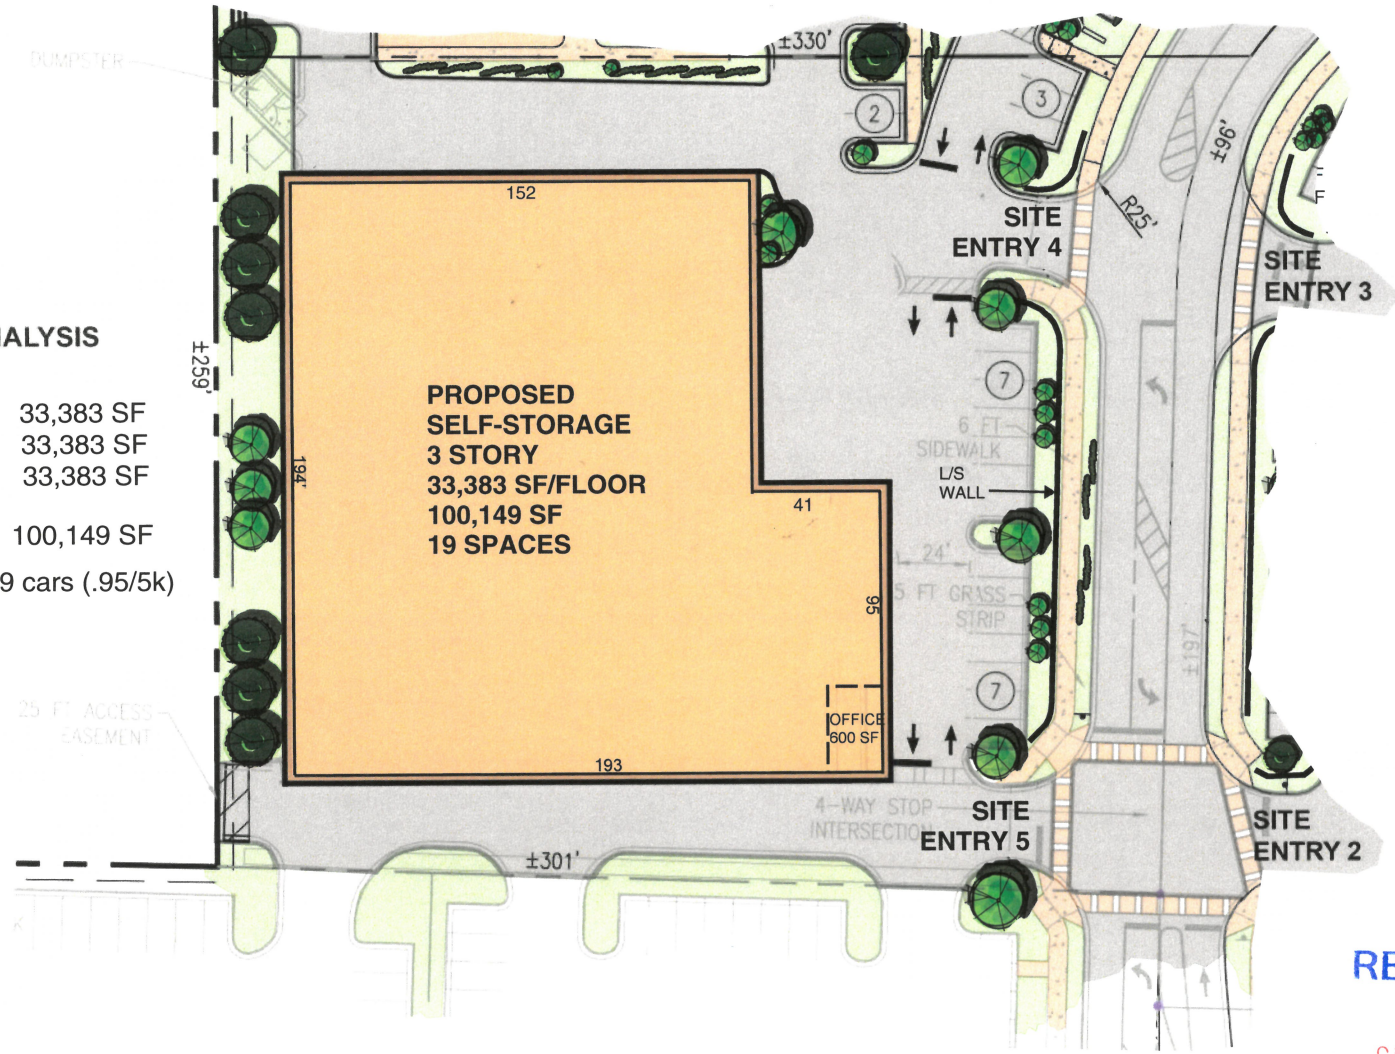 ±330'
DUMPSTER
3
2
±96'
152
R25'
SITE
ENTRY 4
SITE
ENTRY 3
ALYSIS
±259'
33,383 SF
33,383 SF
33,383 SF
100,149 SF
9 cars (.95/5k)
PROPOSED
SELF-STORAGE
3 STORY
33,383 SF/FLOOR
100,149 SF
19 SPACES
194'
7
6 FT
SIDEWALK
L/S
WALL
41
24'
5 FT GRASS
STRIP
95
±197'
7
25 FT ACCESS
EASEMENT
OFFICE
600 SF
193
4-WAY STOP
INTERSECTION
SITE
ENTRY 5
SITE
ENTRY 2
±301'
RE